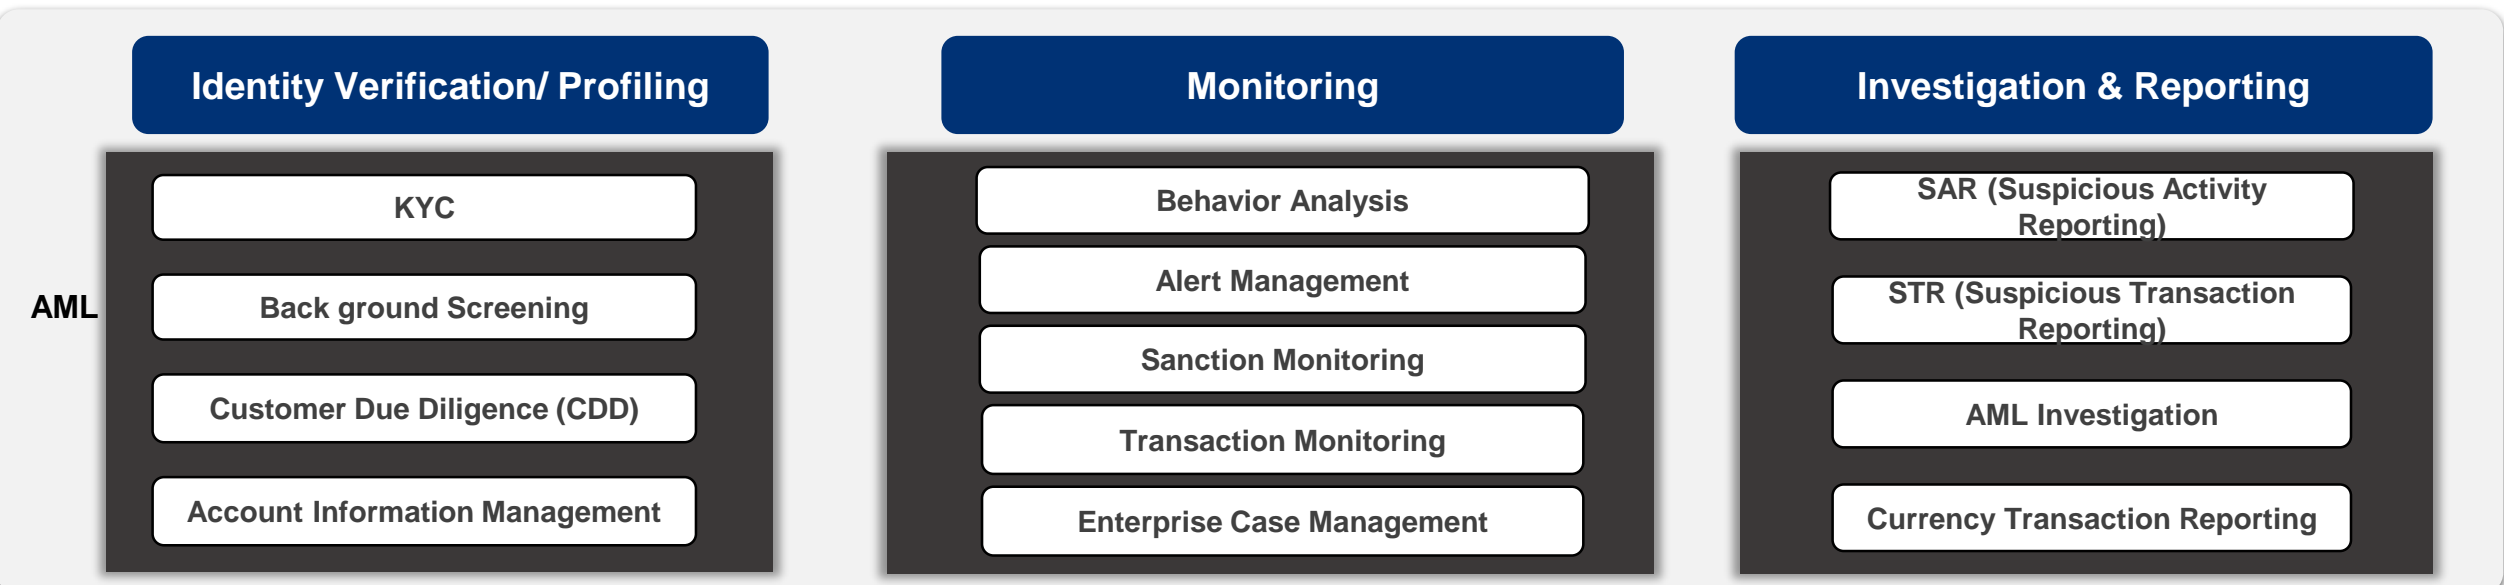 Identity Verification/ Profiling
Monitoring
Investigation & Reporting
AML
KYC
Back ground Screening
Customer Due Diligence (CDD)
Account Information Management
Behavior Analysis
Alert Management
Sanction Monitoring
Transaction Monitoring
Enterprise Case Management
SAR (Suspicious Activity
Reporting)
STR (Suspicious Transaction
Reporting)
AML Investigation
Currency Transaction Reporting